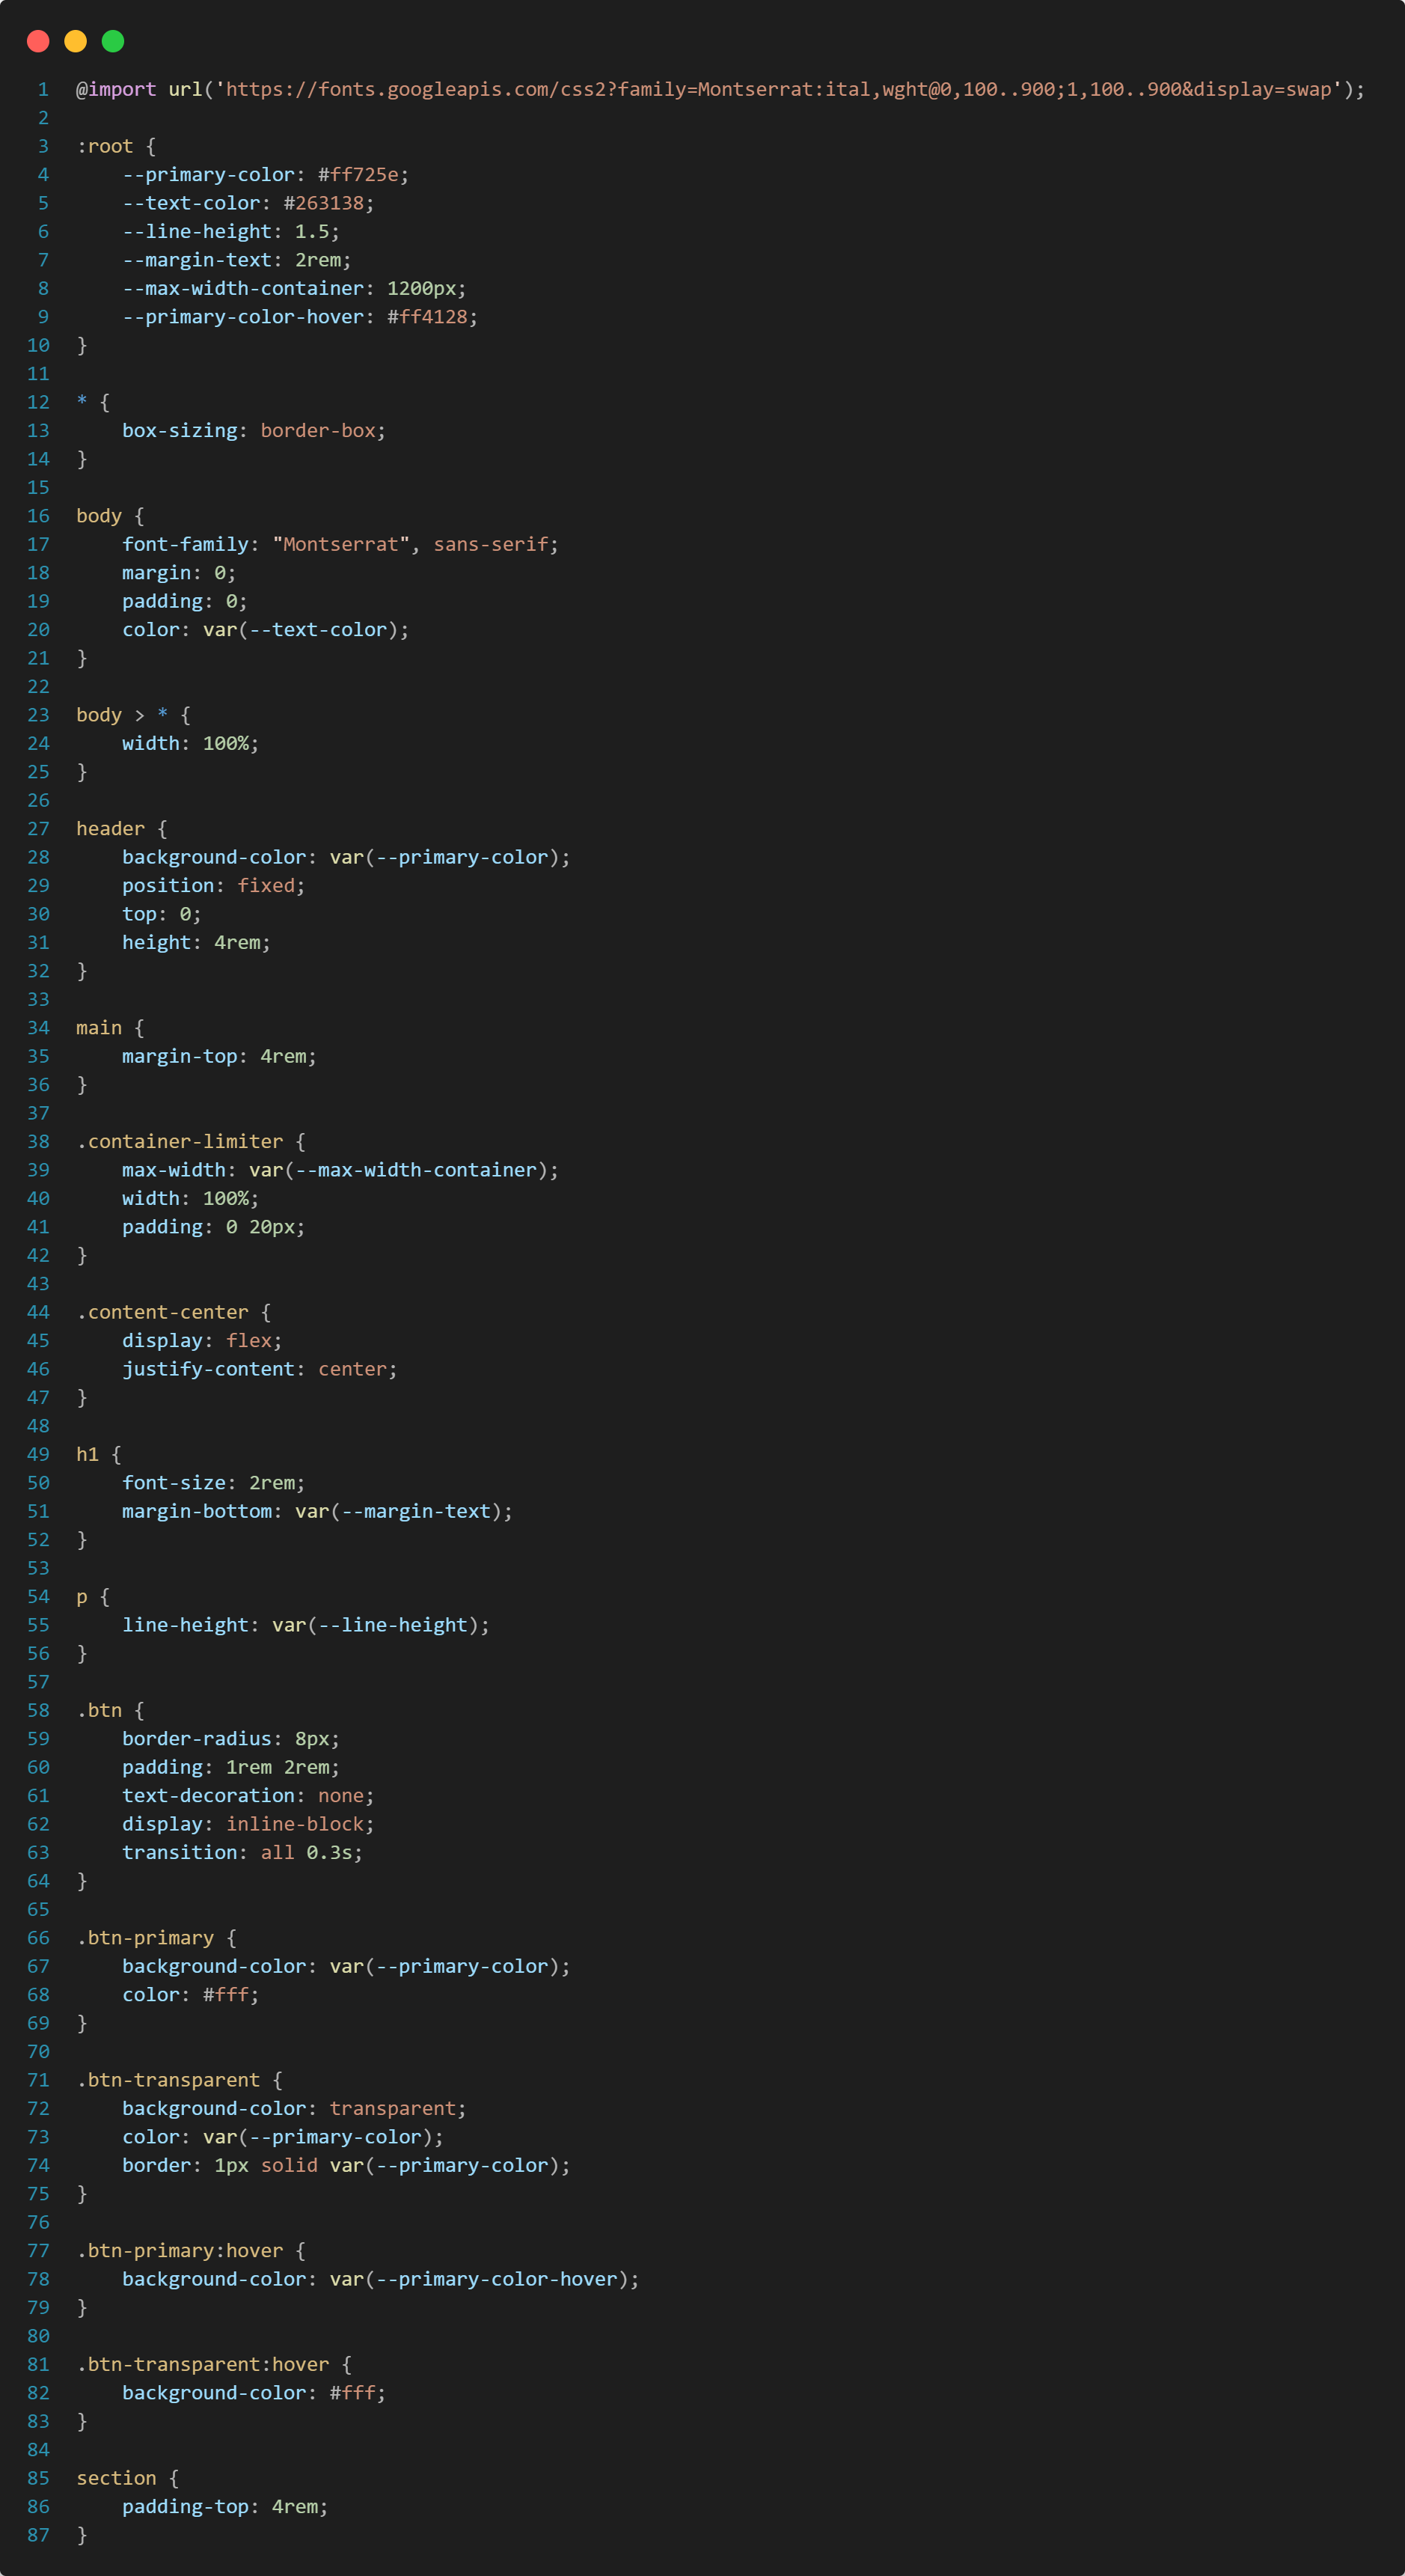 1 @import url('https://fonts.googleapis.com/css2?family=Montserrat:ital,wght@0,100..900;1,100..900&display=swap');
2
3 :root {
4     --primary-color: #ff725e;
5     --text-color: #263138;
6     --line-height: 1.5;
7     --margin-text: 2rem;
8     --max-width-container: 1200px;
9     --primary-color-hover: #ff4128;
10 }
11
12 * {
13     box-sizing: border-box;
14 }
15
16 body {
17     font-family: "Montserrat", sans-serif;
18     margin: 0;
19     padding: 0;
20     color: var(--text-color);
21 }
22
23 body > * {
24     width: 100%;
25 }
26
27 header {
28     background-color: var(--primary-color);
29     position: fixed;
30     top: 0;
31     height: 4rem;
32 }
33
34 main {
35     margin-top: 4rem;
36 }
37
38 .container-limiter {
39     max-width: var(--max-width-container);
40     width: 100%;
41     padding: 0 20px;
42 }
43
44 .content-center {
45     display: flex;
46     justify-content: center;
47 }
48
49 h1 {
50     font-size: 2rem;
51     margin-bottom: var(--margin-text);
52 }
53
54 p {
55     line-height: var(--line-height);
56 }
57
58 .btn {
59     border-radius: 8px;
60     padding: 1rem 2rem;
61     text-decoration: none;
62     display: inline-block;
63     transition: all 0.3s;
64 }
65
66 .btn-primary {
67     background-color: var(--primary-color);
68     color: #fff;
69 }
70
71 .btn-transparent {
72     background-color: transparent;
73     color: var(--primary-color);
74     border: 1px solid var(--primary-color);
75 }
76
77 .btn-primary:hover {
78     background-color: var(--primary-color-hover);
79 }
80
81 .btn-transparent:hover {
82     background-color: #fff;
83 }
84
85 section {
86     padding-top: 4rem;
87 }